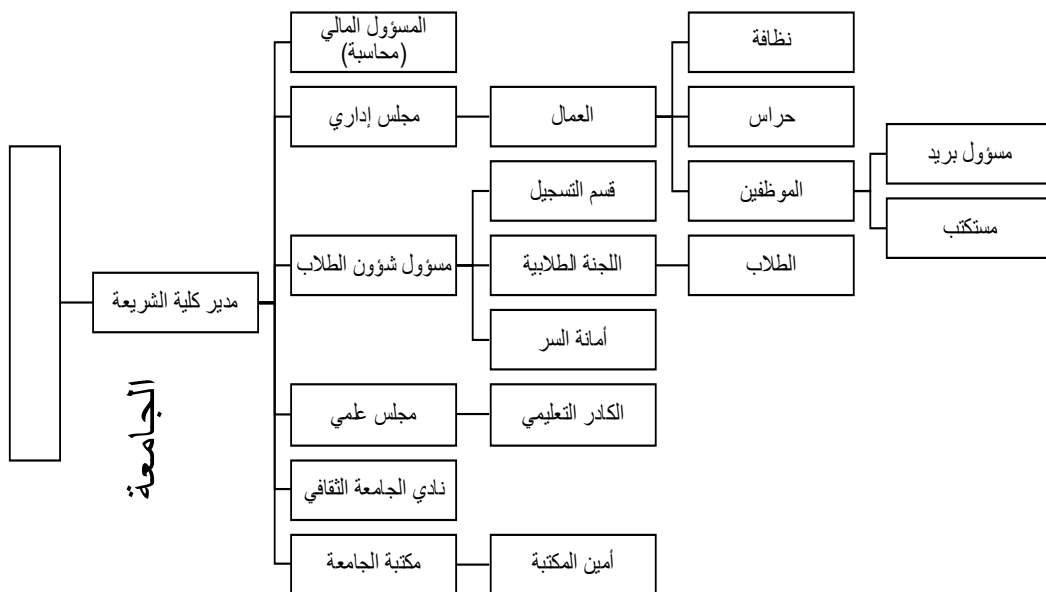 المسؤول المالي
(محاسبة)
مجلس إداري
العمال
نظافة
حراس
الموظفين
مسؤول بريد
مستكتب
مدير كلية الشريعة
مسؤول شؤون الطلاب
قسم التسجيل
اللجنة الطلابية
الطلاب
أمانة السر
مجلس علمي
الكادر التعليمي
نادي الجامعة الثقافي
مكتبة الجامعة
أمين المكتبة
الجامعة